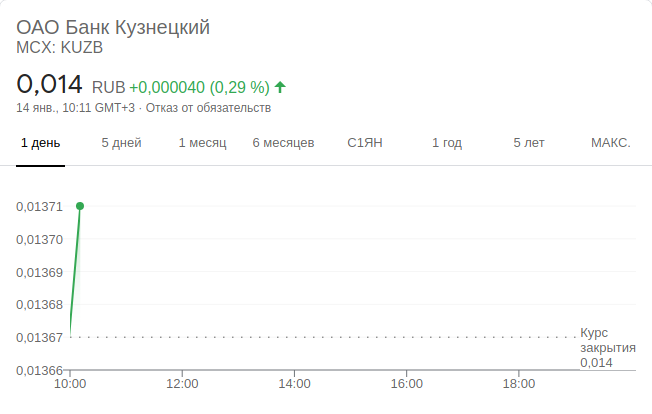 ОАО Банк Кузнецкий
MCX: KUZB
0,014 RUB +0,000040 (0,29 %)
14 янв., 10:11 GMT+3 · Отказ от обязательств
1 день 5 дней 1 месяц 6 месяцев С1ЯН 1 год 5 лет МАКС.
0,01371
0,01370
0,01369
0,01368
0,01367
0,01366
Курс
закрытия
0,014
10:00 12:00 14:00 16:00 18:00